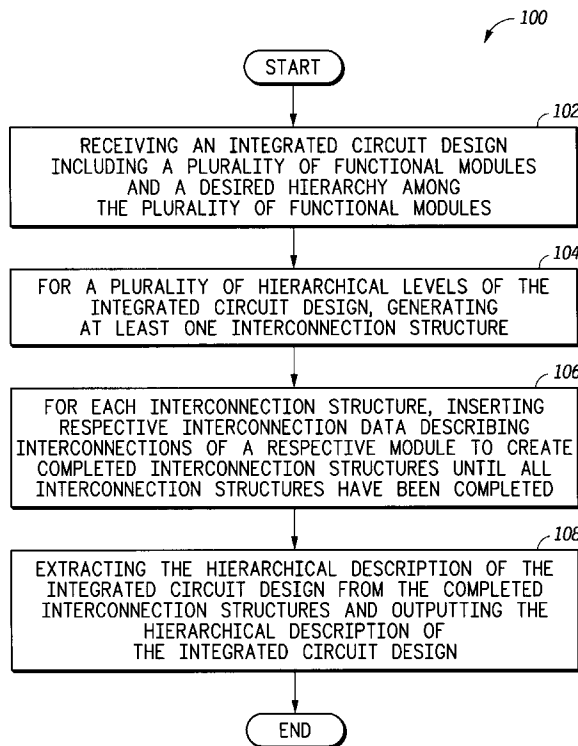 100
START
102
RECEIVING AN INTEGRATED CIRCUIT DESIGN
INCLUDING A PLURALITY OF FUNCTIONAL MODULES
AND A DESIRED HIERARCHY AMONG
THE PLURALITY OF FUNCTIONAL MODULES
104
FOR A PLURALITY OF HIERARCHICAL LEVELS OF THE
INTEGRATED CIRCUIT DESIGN, GENERATING
AT LEAST ONE INTERCONNECTION STRUCTURE
106
FOR EACH INTERCONNECTION STRUCTURE, INSERTING
RESPECTIVE INTERCONNECTION DATA DESCRIBING
INTERCONNECTIONS OF A RESPECTIVE MODULE TO CREATE
COMPLETED INTERCONNECTION STRUCTURES UNTIL ALL
INTERCONNECTION STRUCTURES HAVE BEEN COMPLETED
108
EXTRACTING THE HIERARCHICAL DESCRIPTION OF THE
INTEGRATED CIRCUIT DESIGN FROM THE COMPLETED
INTERCONNECTION STRUCTURES AND OUTPUTTING THE
HIERARCHICAL DESCRIPTION OF
THE INTEGRATED CIRCUIT DESIGN
END